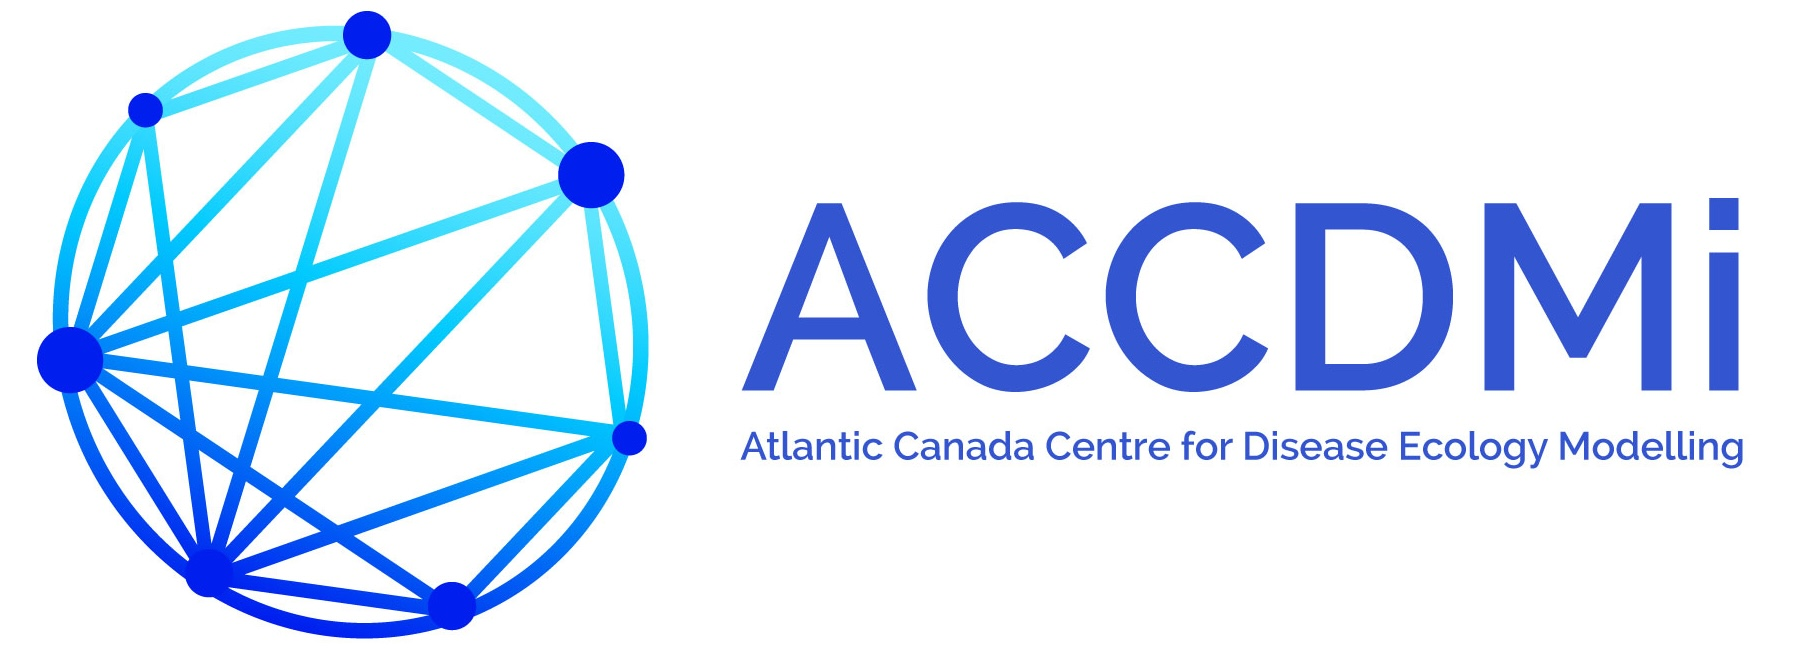 ACCDMi
Atlantic Canada Centre for Disease Ecology Modelling